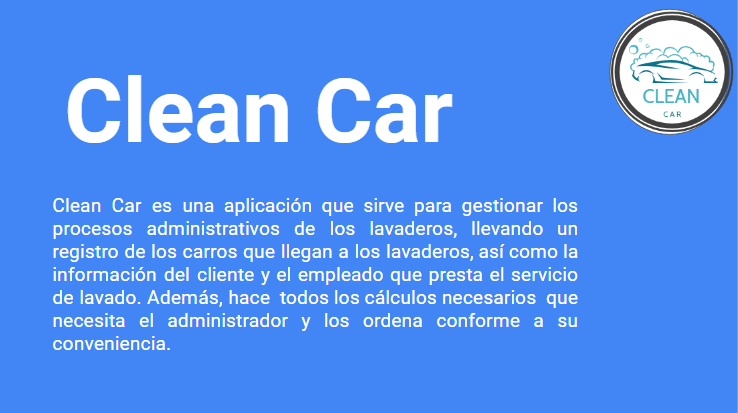 CLEAN
CAR
Clean Car
Clean Car es una aplicación que sirve para gestionar los
procesos administrativos de los lavaderos, llevando un
registro de los carros que llegan a los lavaderos, así como la
información del cliente y el empleado que presta el servicio
de lavado. Además, hace todos los cálculos necesarios que
necesita el administrador y los ordena conforme a su
conveniencia.